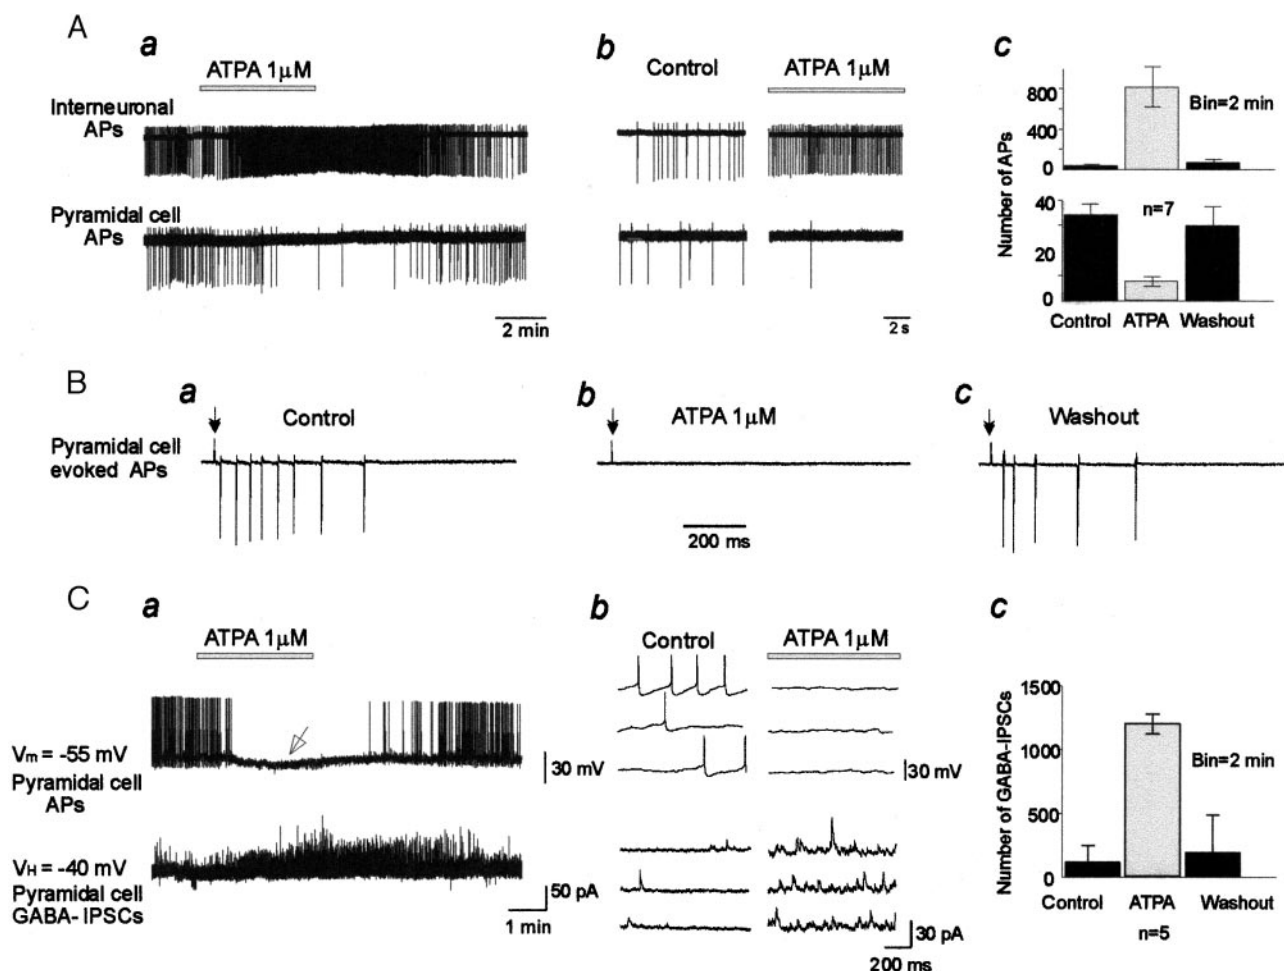 A
a
ATPA 1µM
Interneuronal
APs
Pyramidal cell
APs
2 min
b
Control
ATPA 1µM
2 s
c
800
400
0
Bin=2 min
40
20
0
n=7
Number of APs
Control ATPA Washout
B
a
Control
b
ATPA 1µM
c
Washout
Pyramidal cell
evoked APs
200 ms
C
a
ATPA 1µM
Vm = -55 mV
Pyramidal cell
APs
30 mV
VH = -40 mV
Pyramidal cell
GABA- IPSCs
50 pA
1 min
b
Control
ATPA 1µM
30 mV
30 pA
200 ms
c
1500
1000
500
0
Bin=2 min
Number of GABA-IPSCs
Control ATPA Washout
n=5